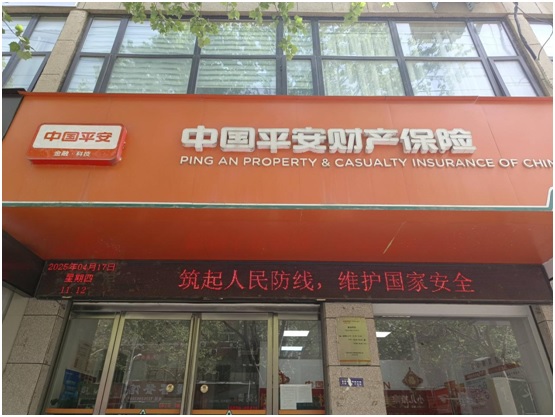 中国平安
金融·科技
中国平安财产保险
PING AN PROPERTY & CASUALTY INSURANCE OF CHIN
2025年04月17日
星期四
筑起人民防线，维护国家安全